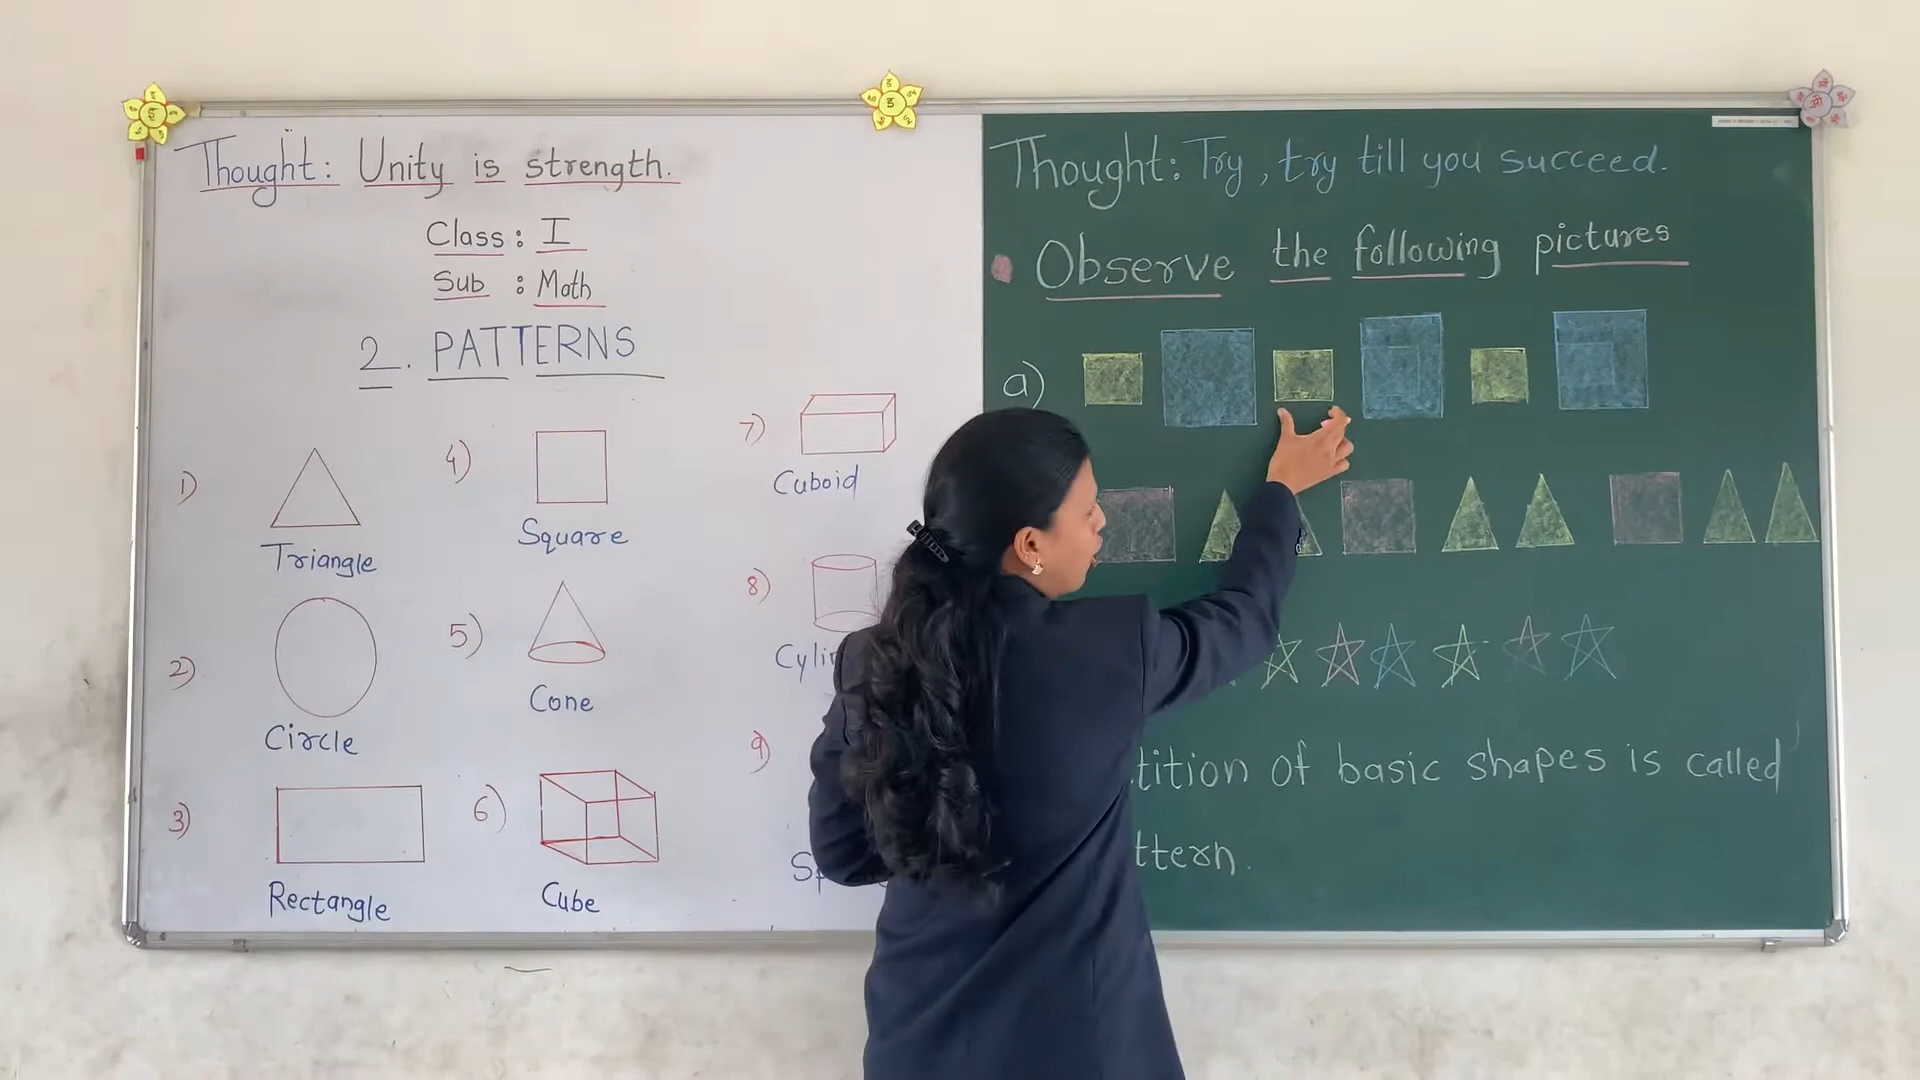 Thought: Unity is strength.
Class: I
Sub : Math
2. PATTERNS
1)
Triangle
2)
Circle
3)
Rectangle
4)
Square
5)
Cone
6)
Cube
7)
Cuboid
8)
9)
Thought: Try, try till you succeed.
Observe the following pictures
a)
of basic shapes is called